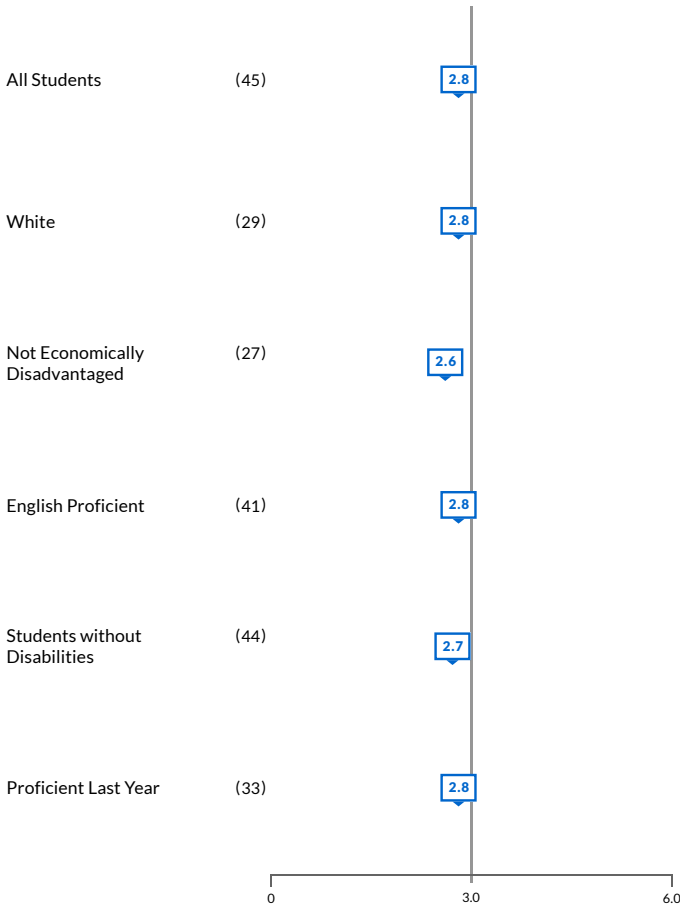 All Students (45) 2.8
White (29) 2.8
Not Economically (27) 2.6
Disadvantaged
English Proficient (41) 2.8
Students without (44) 2.7
Disabilities
Proficient Last Year (33) 2.8
0 3.0 6.0